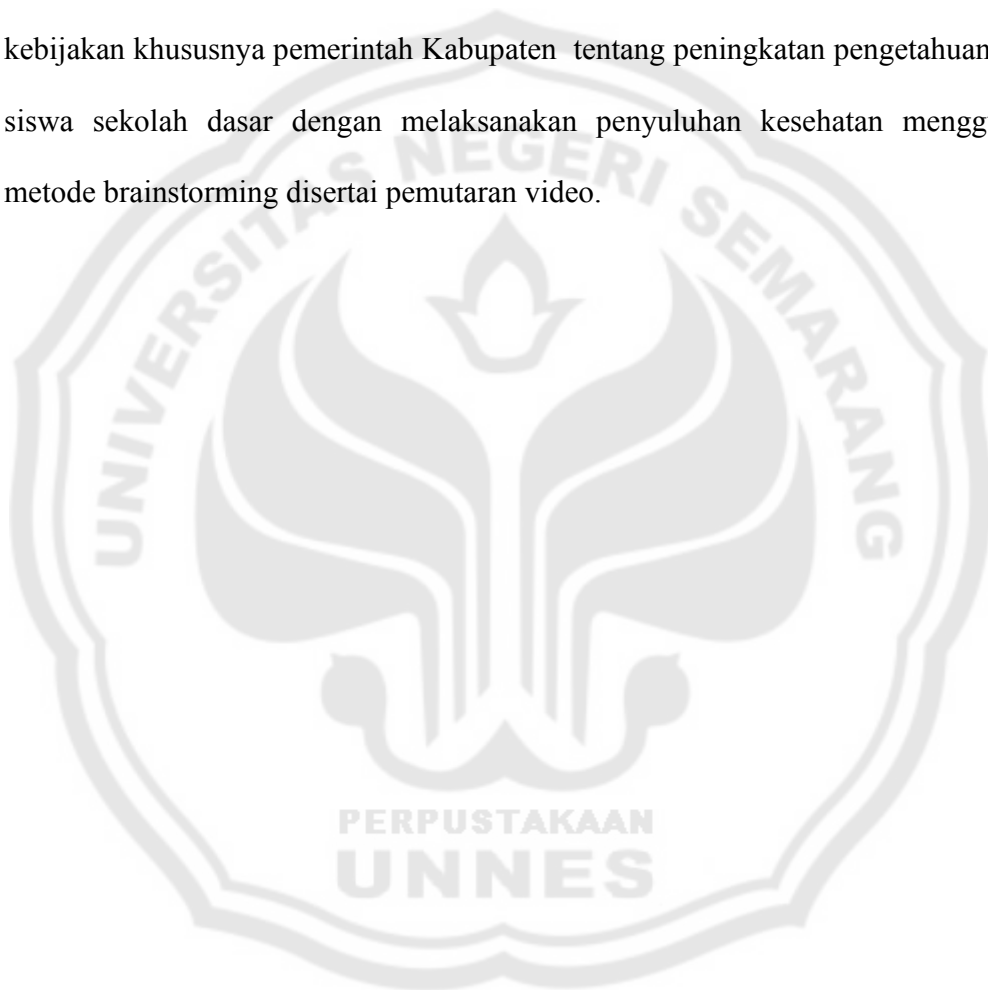 kebijakan khususnya pemerintah Kabupaten  tentang peningkatan pengetahuan
siswa sekolah dasar dengan melaksanakan penyuluhan kesehatan mengg
metode brainstorming disertai pemutaran video.
UNIVERSITAS NEGERI SEMARANG
PERPUSTAKAAN
UNNES